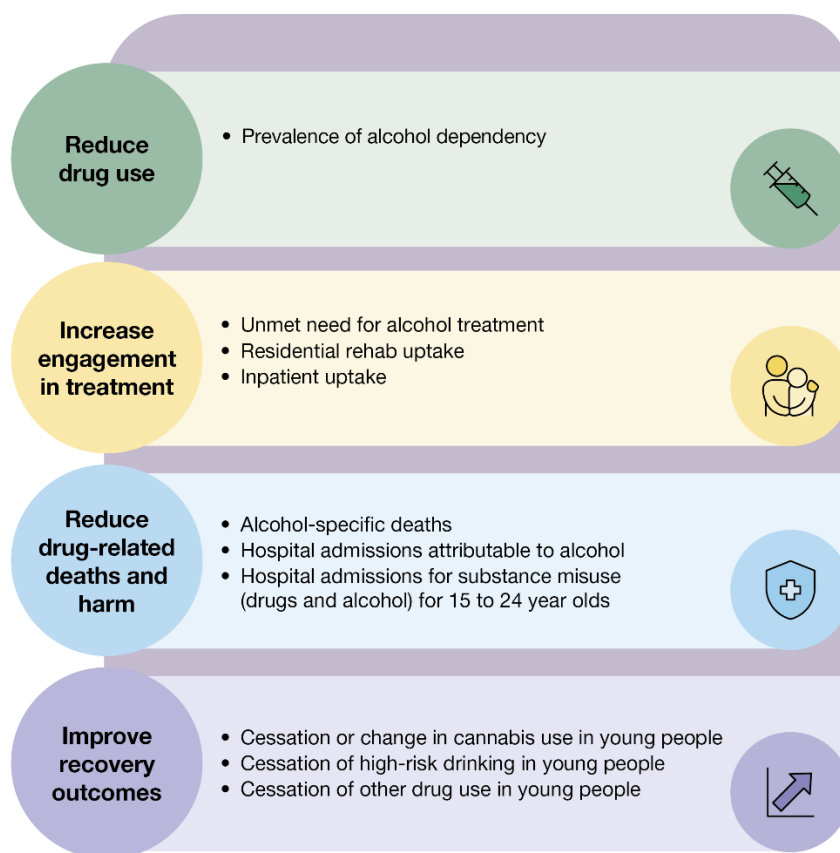 Reduce
drug use
• Prevalence of alcohol dependency
Increase
engagement
in treatment
• Unmet need for alcohol treatment
• Residential rehab uptake
• Inpatient uptake
Reduce
drug-related
deaths and
harm
• Alcohol-specific deaths
• Hospital admissions attributable to alcohol
• Hospital admissions for substance misuse
(drugs and alcohol) for 15 to 24 year olds
Improve
recovery
outcomes
• Cessation or change in cannabis use in young people
• Cessation of high-risk drinking in young people
• Cessation of other drug use in young people